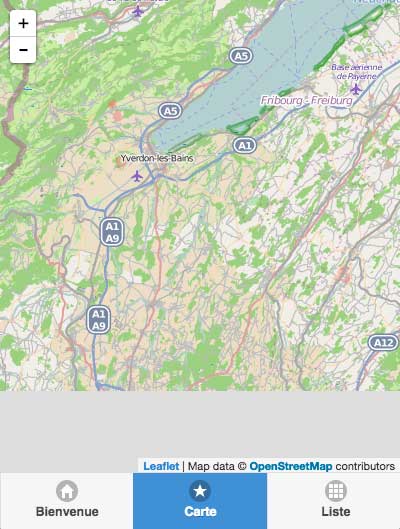 +
-
A5
Base aérienne
de Payerne
Fribourg - Freiburg
A5
A1
Yverdon-les-Bains
A1
A9
A1
A9
A12
Leaflet | Map data © OpenStreetMap contributors
Bienvenue
Carte
Liste